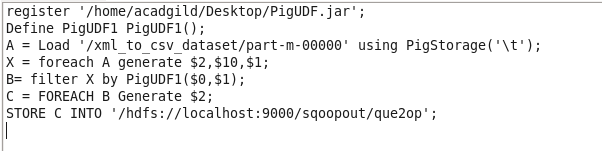 register '/home/acadgild/Desktop/PigUDF.jar';
Define PigUDF1 PigUDF1();
A = Load '/xml_to_csv_dataset/part-m-00000' using PigStorage('\t');
X = foreach A generate $2,$10,$1;
B= filter X by PigUDF1($0,$1);
C = FOREACH B Generate $2;
STORE C INTO '/hdfs://localhost:9000/sqoopout/que2op';